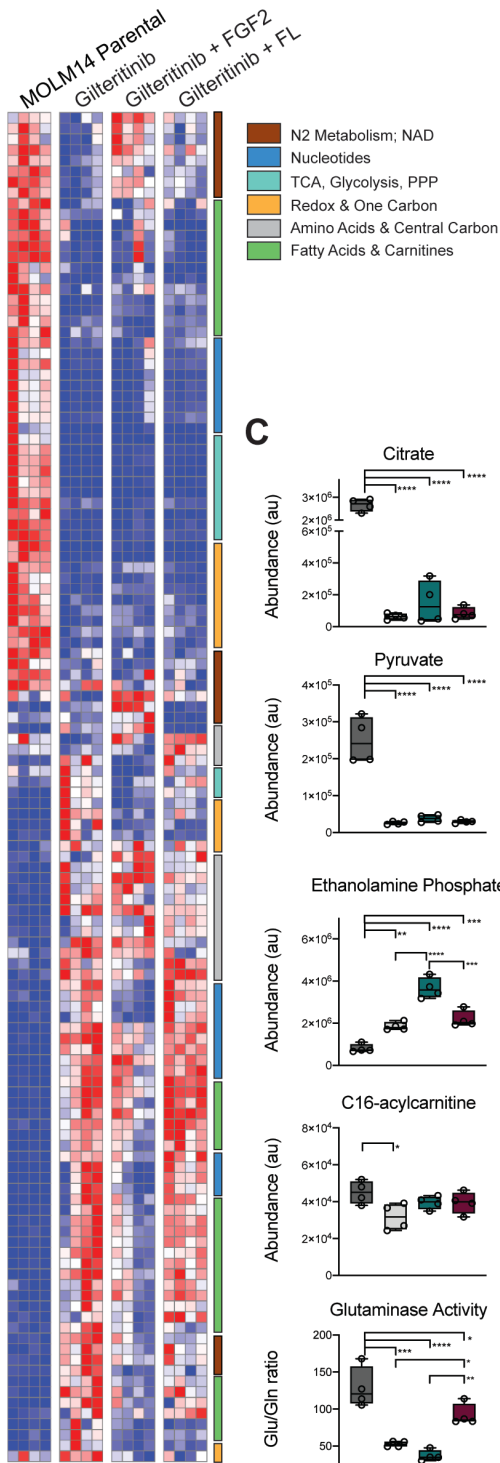 MOLM14 Parental
Gilteritinib
Gilteritinib + FGF2
Gilteritinib + FL
N2 Metabolism; NAD
Nucleotides
TCA, Glycolysis, PPP
Redox & One Carbon
Amino Acids & Central Carbon
Fatty Acids & Carnitines
C
Citrate
****
****
****
Abundance (au)
3×10⁶
2×10⁶
6×10⁵
4×10⁵
2×10⁵
0
Pyruvate
****
****
****
Abundance (au)
4×10⁵
3×10⁵
2×10⁵
1×10⁵
0
Ethanolamine Phosphate
***
****
**
****
***
Abundance (au)
6×10⁶
4×10⁶
2×10⁶
0
C16-acylcarnitine
*
Abundance (au)
8×10⁴
6×10⁴
4×10⁴
2×10⁴
0
Glutaminase Activity
*
****
***
*
**
Glu/Gln ratio
200
150
100
50